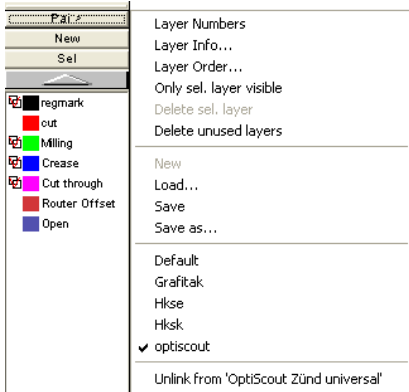 Pair
New
Sel
regmark
cut
Milling
Crease
Cut through
Router Offset
Open
Layer Numbers
Layer Info...
Layer Order...
Only sel. layer visible
Delete sel. layer
Delete unused layers
New
Load...
Save
Save as...
Default
Grafitak
Hkse
Hksk
optiscout
Unlink from 'OptiScout Zünd universal'